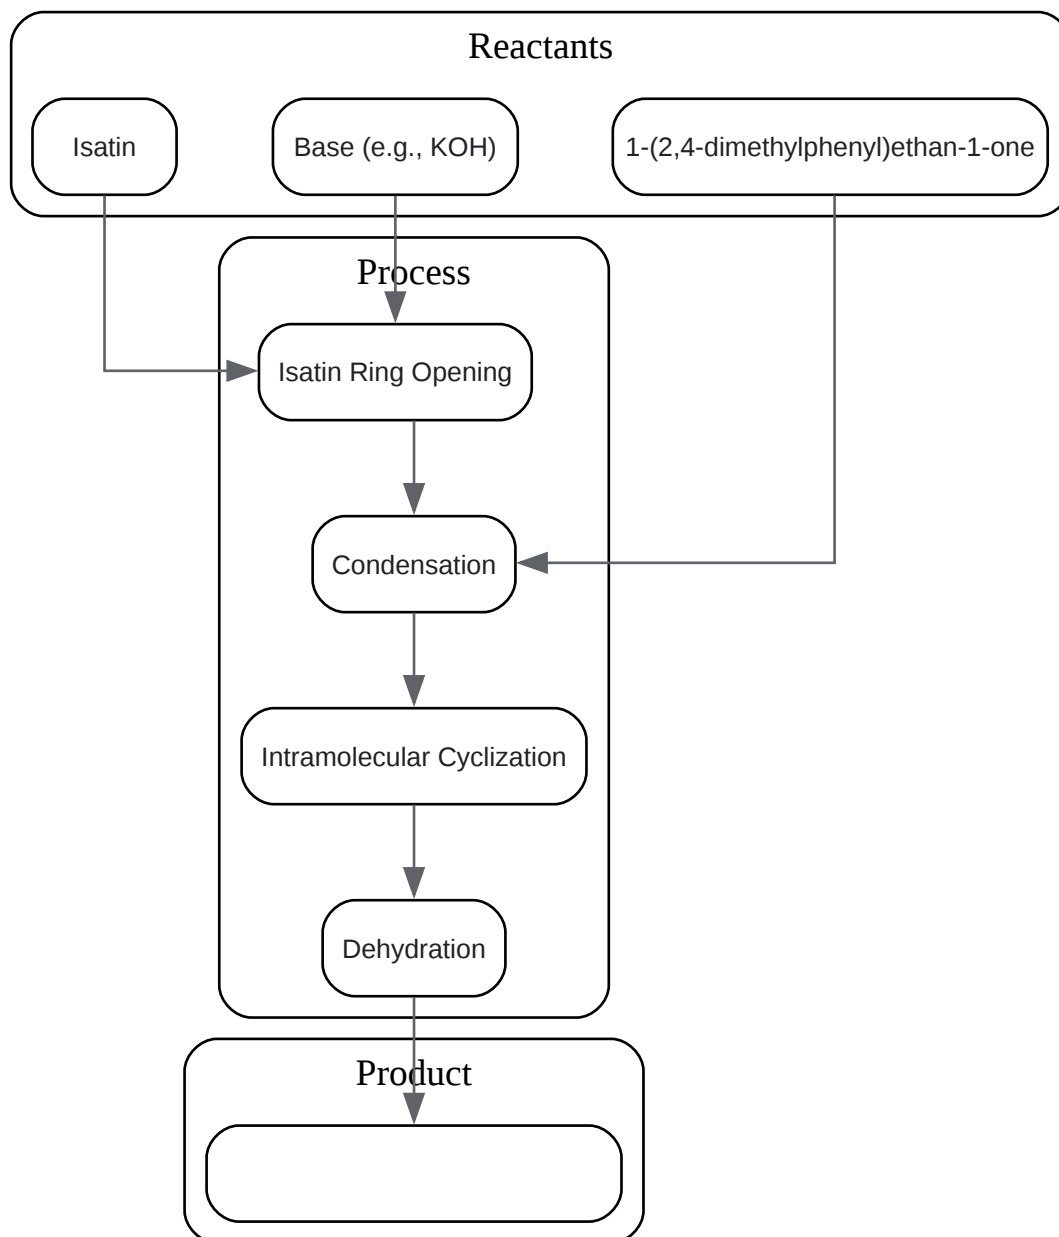 Reactants
Isatin
Base (e.g., KOH)
1-(2,4-dimethylphenyl)ethan-1-one
Process
Isatin Ring Opening
Condensation
Intramolecular Cyclization
Dehydration
Product